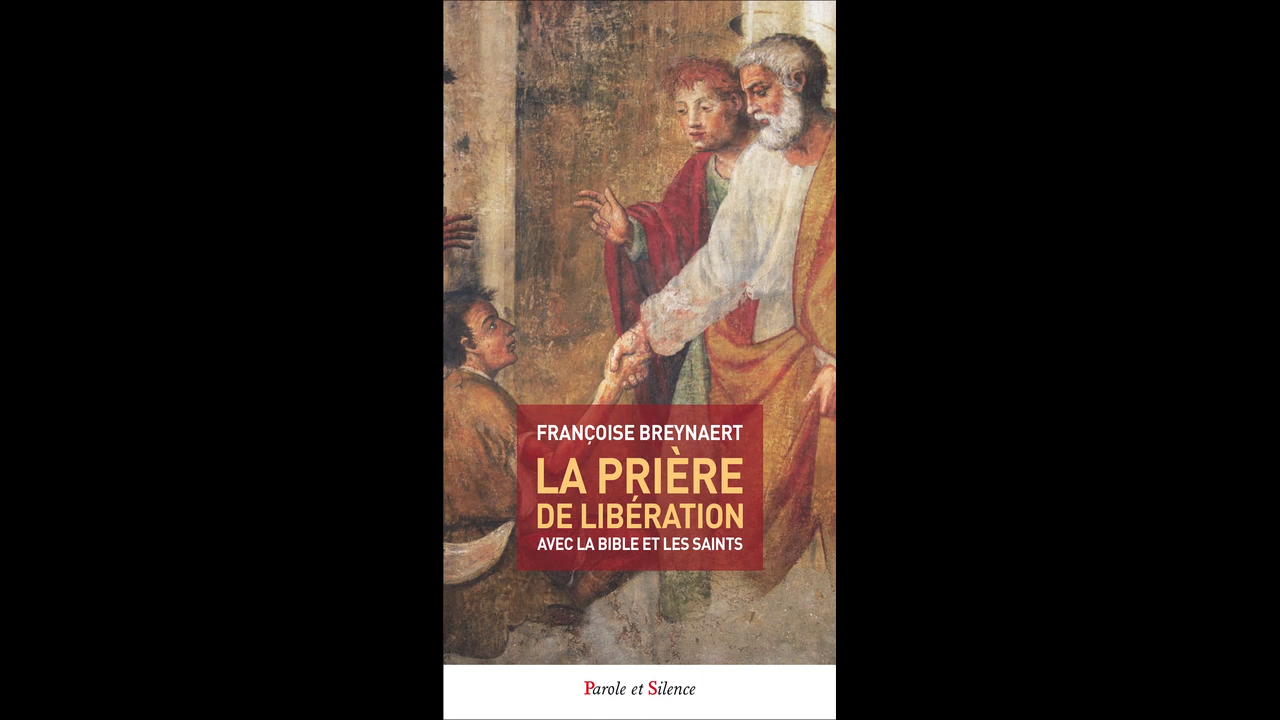 FRANÇOISE BREYNAERT
LA PRIÈRE
DE LIBÉRATION
AVEC LA BIBLE ET LES SAINTS
Parole et Silence